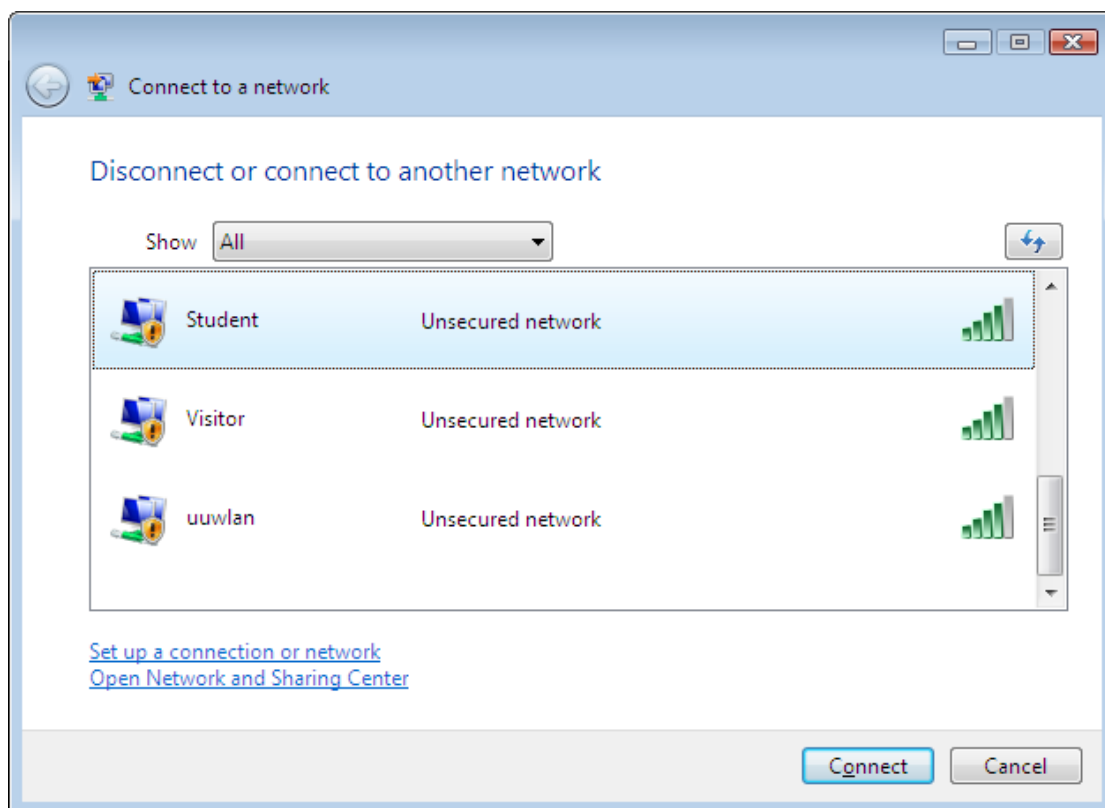 Connect to a network
Disconnect or connect to another network
Show All
Student Unsecured network
Visitor Unsecured network
uuwlan Unsecured network
Set up a connection or network
Open Network and Sharing Center
Connect Cancel